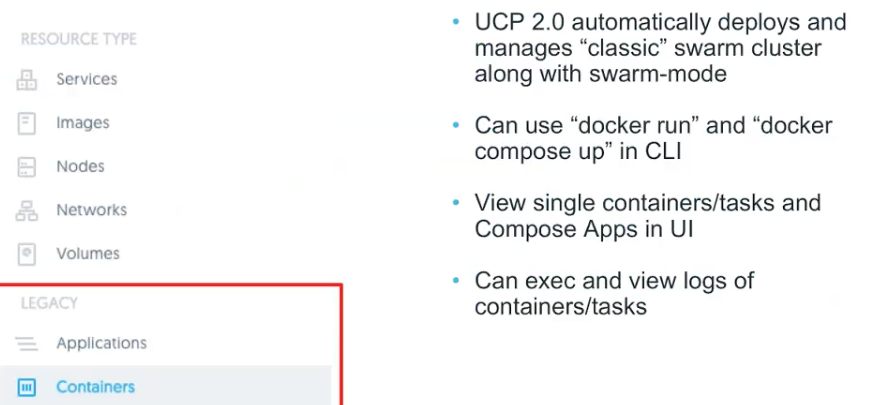 RESOURCE TYPE
Services
Images
Nodes
Networks
Volumes
LEGACY
Applications
Containers
• UCP 2.0 automatically deploys and
manages “classic” swarm cluster
along with swarm-mode
• Can use “docker run” and “docker
compose up” in CLI
• View single containers/tasks and
Compose Apps in UI
• Can exec and view logs of
containers/tasks